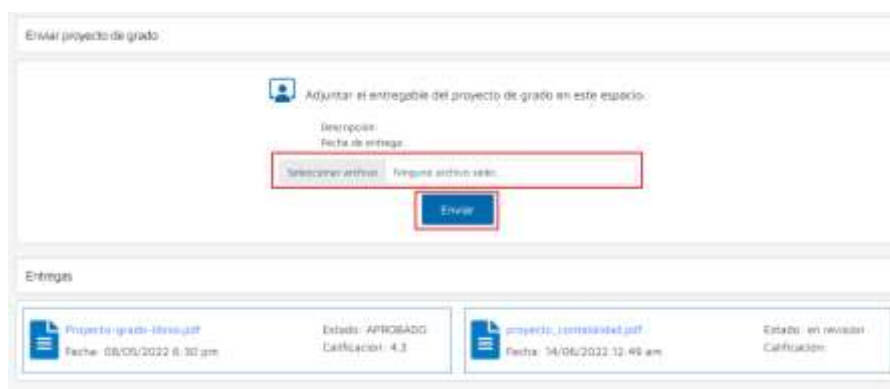 Enviar proyecto de grado
Adjuntar el entregable del proyecto de grado en este espacio.
Descripción:
Fecha de entrega:
Seleccionar archivo Ninguno archivo selec.
Enviar
Entregas
Proyecto-grado-libros.pdf
Estado: APROBADO
Fecha: 08/05/2022 6:30 pm
Calificación: 4.3
proyecto_contabilidad.pdf
Estado: en revisión
Fecha: 14/06/2022 12:49 am
Calificación: